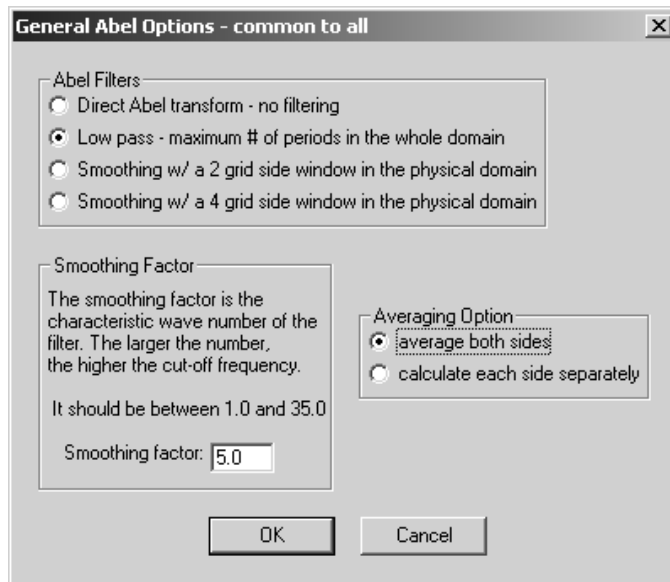 General Abel Options - common to all
Abel Filters
Direct Abel transform - no filtering
Low pass - maximum # of periods in the whole domain
Smoothing w/ a 2 grid side window in the physical domain
Smoothing w/ a 4 grid side window in the physical domain
Smoothing Factor
The smoothing factor is the
characteristic wave number of the
filter. The larger the number,
the higher the cut-off frequency.
It should be between 1.0 and 35.0
Smoothing factor: 5.0
Averaging Option
average both sides
calculate each side separately
OK
Cancel